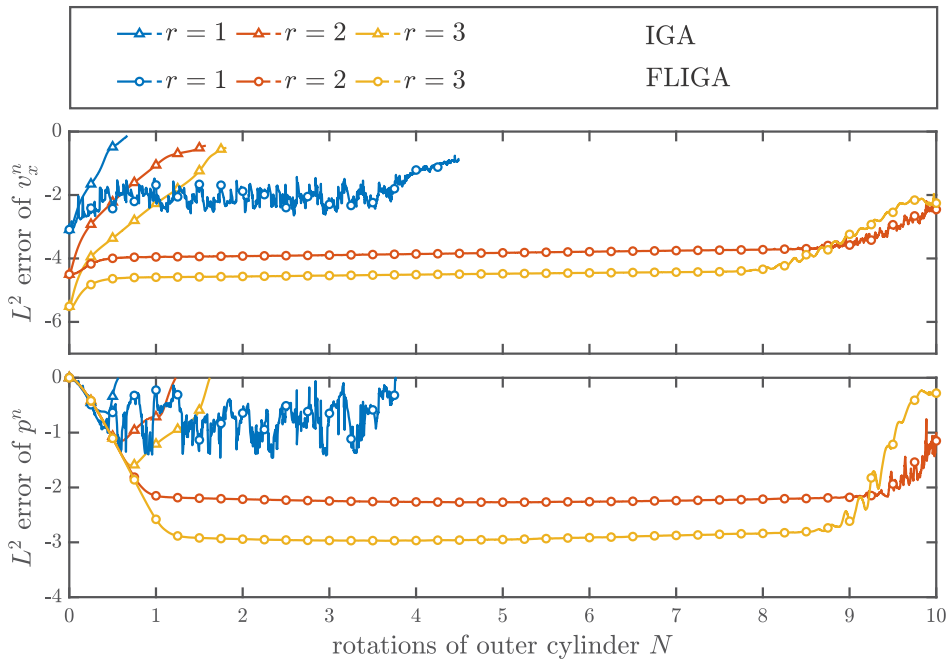 r = 1 r = 2 r = 3 IGA
r = 1 r = 2 r = 3 FLIGA
0
-2
-4
-6
L² error of vₓⁿ
0
-1
-2
-3
-4
L² error of pⁿ
0 1 2 3 4 5 6 7 8 9 10
rotations of outer cylinder N